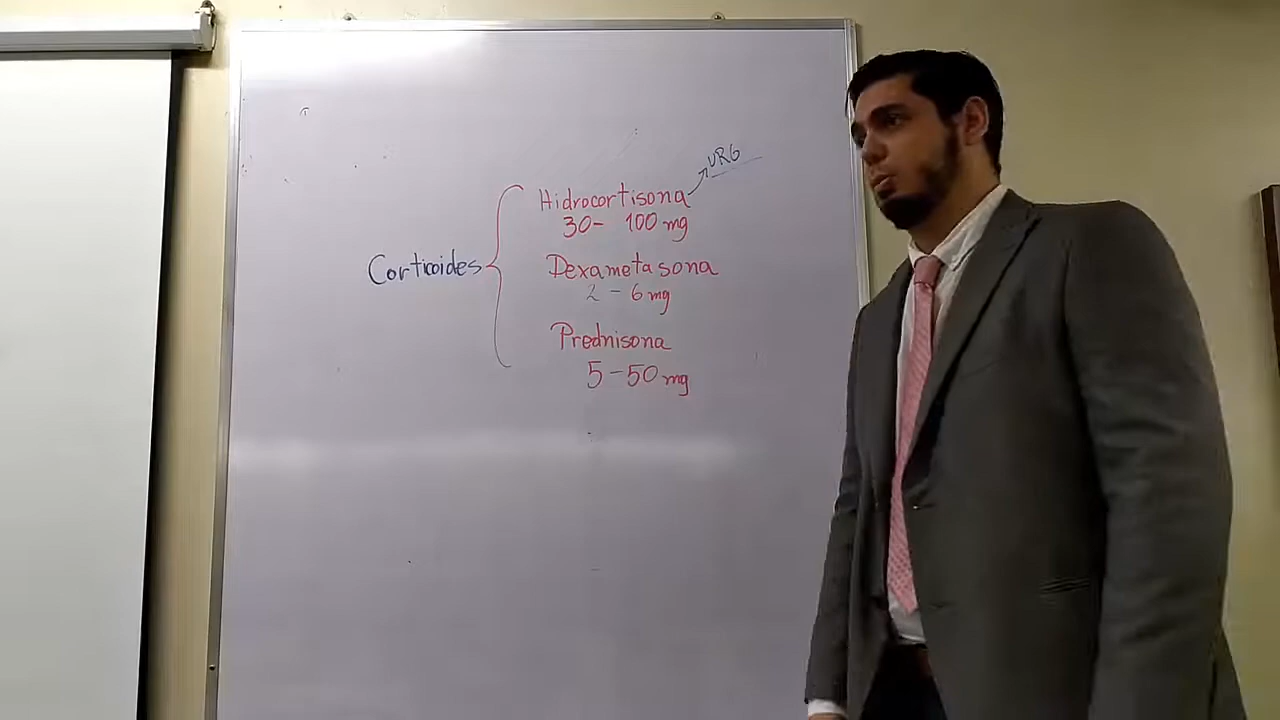 URG
Hidrocortisona
30- 100 mg
Corticoides
Dexametasona
2 - 6 mg
Prednisona
5-50 mg